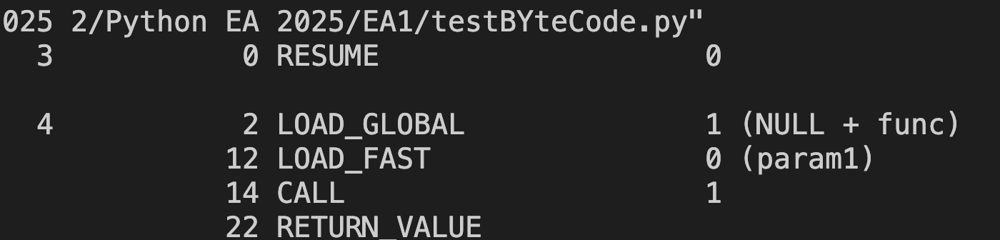 025 2/Python EA 2025/EA1/testBYteCode.py"
3 0 RESUME 0
4 2 LOAD_GLOBAL 1 (NULL + func)
12 LOAD_FAST 0 (param1)
14 CALL 1
22 RETURN_VALUE